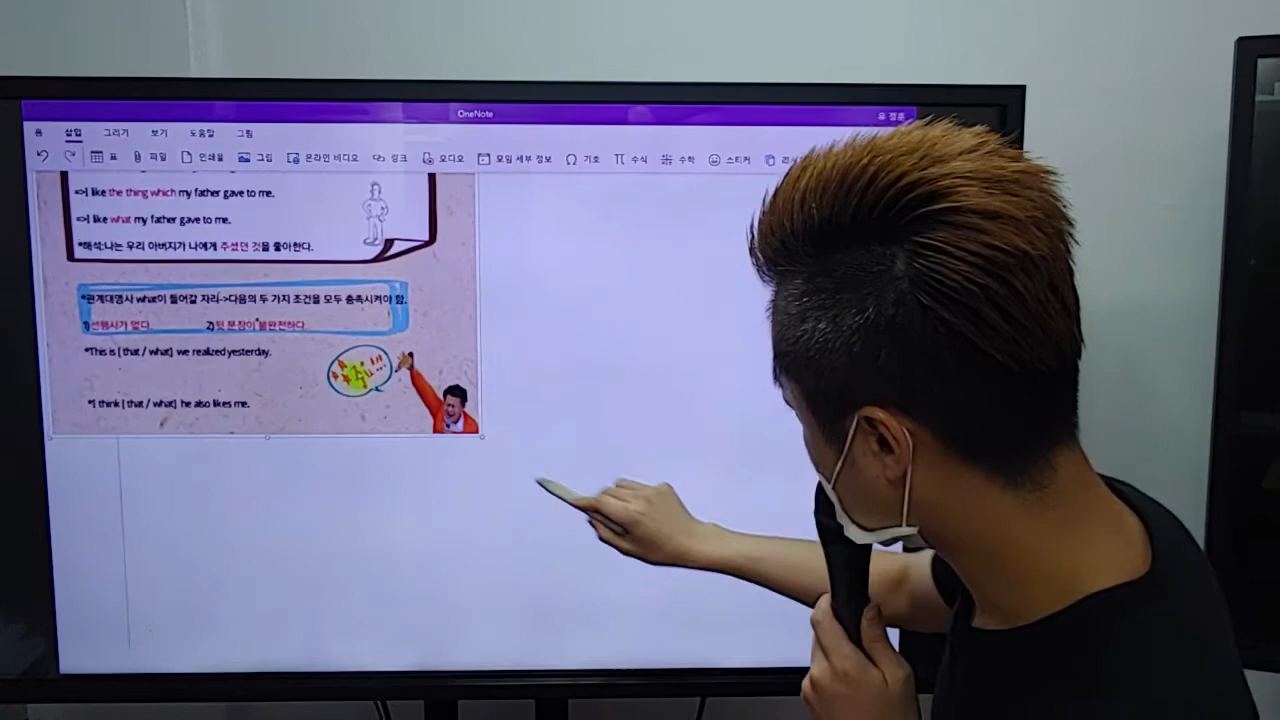 OneNote
유 정훈
홈 삽입 그리기 보기 도움말 그림
표 파일 인쇄물 그림 온라인 비디오 링크 오디오 모임 세부 정보 기호 수식 수학 스티커
=>I like the thing which my father gave to me.
=>I like what my father gave to me.
*해석:나는 우리 아버지가 나에게 주셨던 것을 좋아한다.
*관계대명사 what이 들어갈 자리->다음의 두 가지 조건을 모두 충족시켜야 함.
1)선행사가 없다. 2)뒷 문장이 불완전하다.
*This is [ that / what] we realized yesterday.
*I think [ that / what] he also likes me.